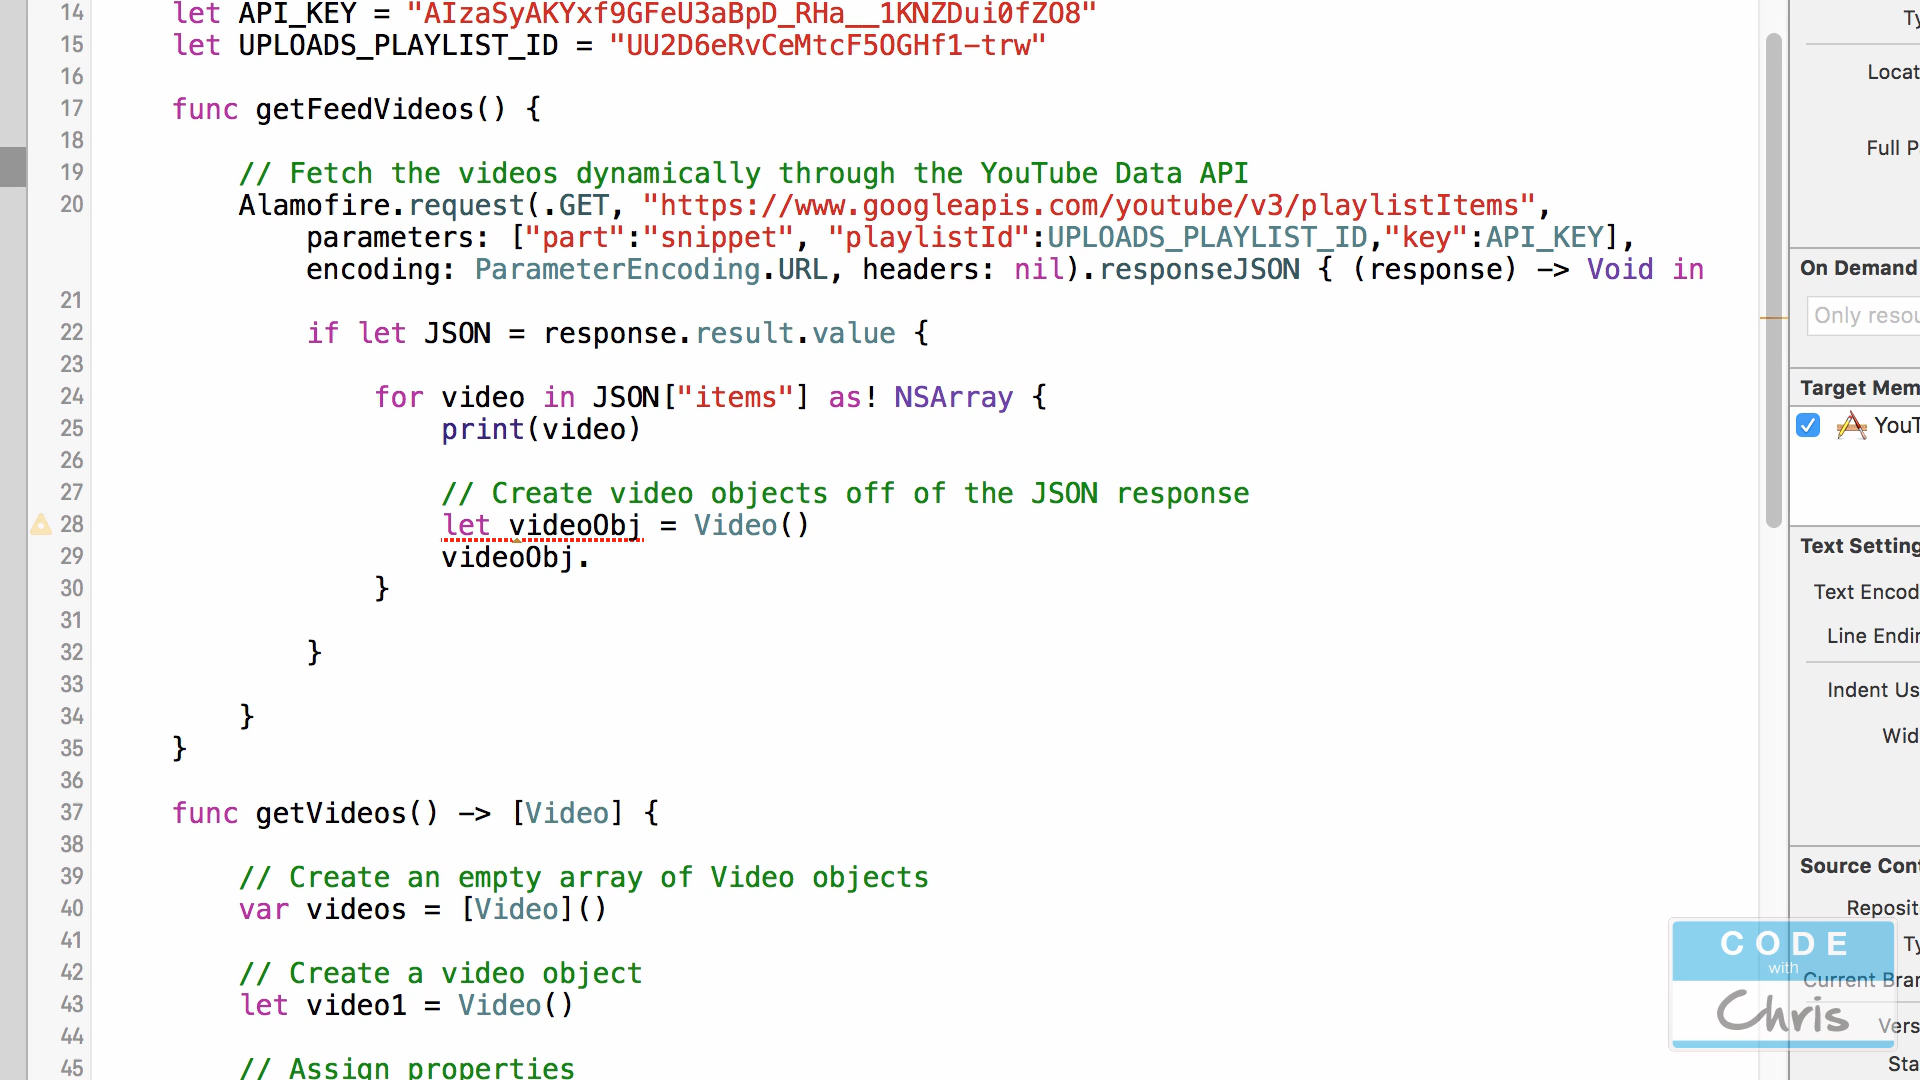 14 let API_KEY = "AIzaSyAKYxf9GFeU3aBpD_RHa__1KNZDui0fZO8"
15 let UPLOADS_PLAYLIST_ID = "UU2D6eRvCeMtcF5OGHf1-trw"
16
17 func getFeedVideos() {
18
19 // Fetch the videos dynamically through the YouTube Data API
20 Alamofire.request(.GET, "https://www.googleapis.com/youtube/v3/playlistItems",
parameters: ["part":"snippet", "playlistId":UPLOADS_PLAYLIST_ID,"key":API_KEY],
encoding: ParameterEncoding.URL, headers: nil).responseJSON { (response) -> Void in
21
22 if let JSON = response.result.value {
23
24 for video in JSON["items"] as! NSArray {
25 print(video)
26
27 // Create video objects off of the JSON response
28 let videoObj = Video()
29 videoObj.
30 }
31
32 }
33
34 }
35 }
36
37 func getVideos() -> [Video] {
38
39 // Create an empty array of Video objects
40 var videos = [Video]()
41
42 // Create a video object
43 let video1 = Video()
44
45 // Assign properties
Ty
Locat
Full P
On Demand
Only resou
Target Mem
YouT
Text Setting
Text Encod
Line Endin
Indent Us
Wid
Source Cont
Reposit
Ty
Current Bran
Vers
Sta
CODE
with
Chris